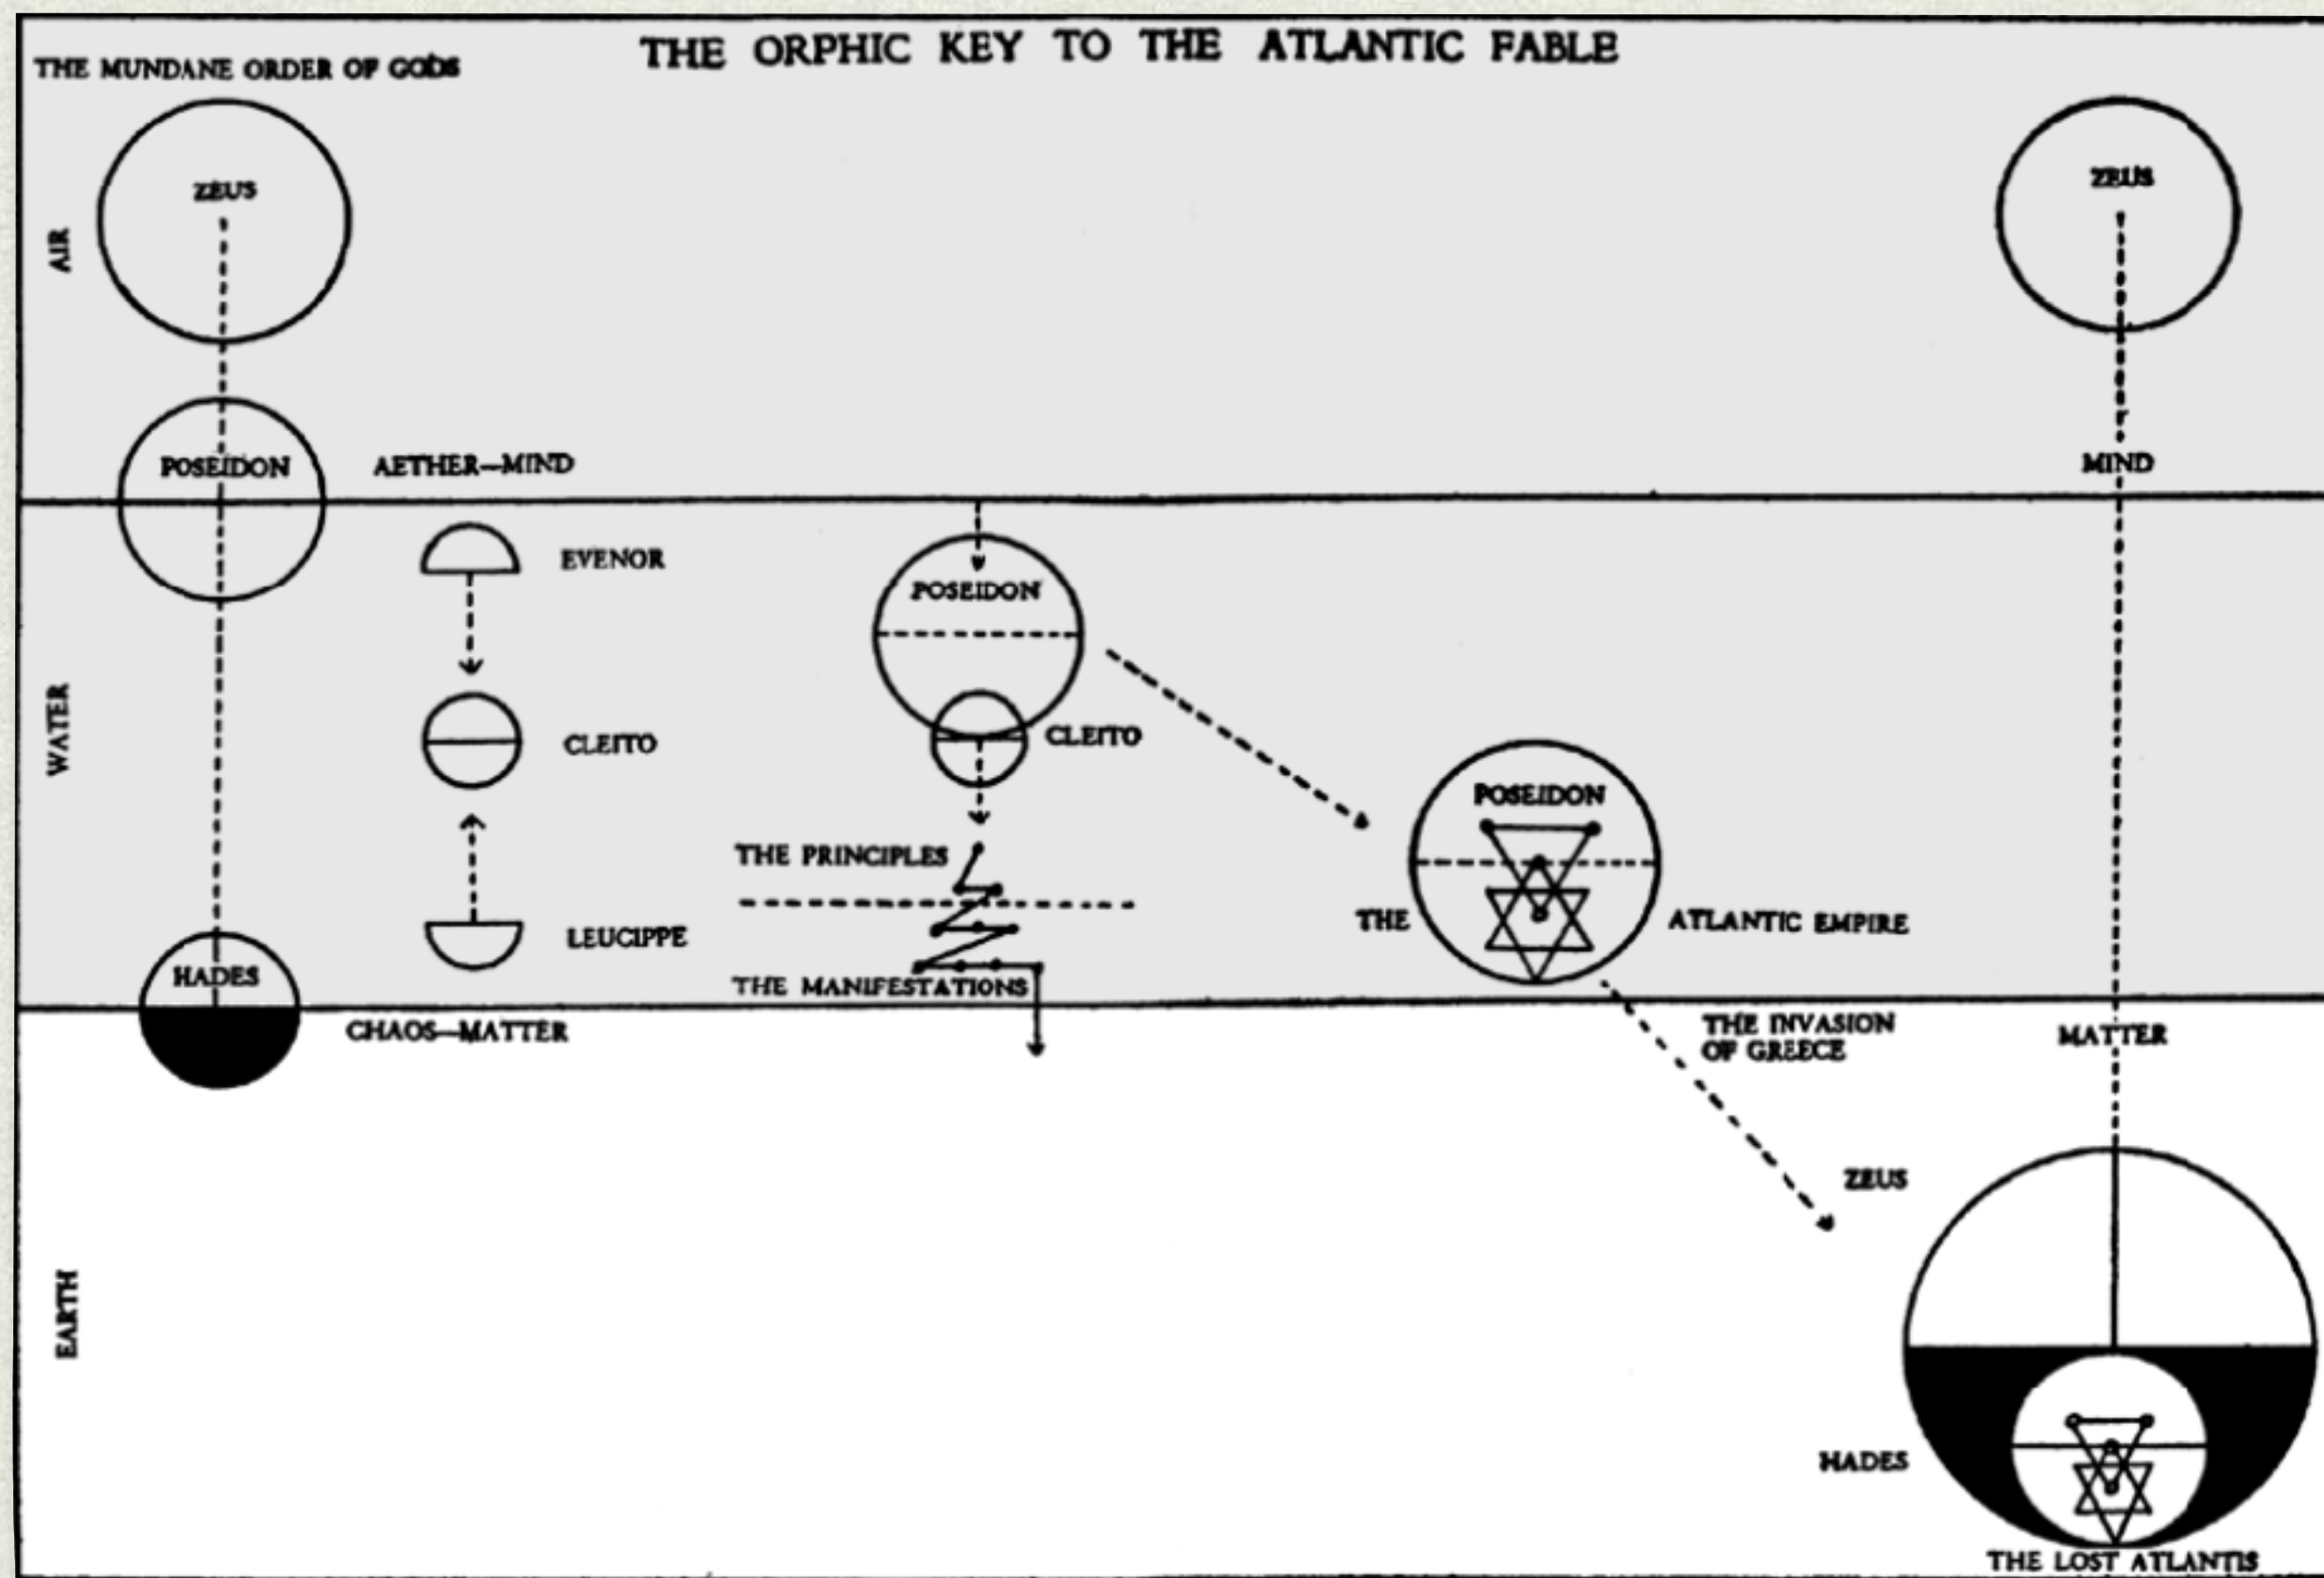 THE ORPHIC KEY TO THE ATLANTIC FABLE
THE MUNDANE ORDER OF GODS
ZEUS
ZEUS
AIR
POSEIDON
AETHER—MIND
MIND
EVENOR
POSEIDON
WATER
CLEITO
CLEITO
POSEIDON
THE PRINCIPLES
THE
ATLANTIC EMPIRE
LEUCIPPE
HADES
THE MANIFESTATIONS
CHAOS—MATTER
THE INVASION
OF GREECE
MATTER
ZEUS
EARTH
HADES
THE LOST ATLANTIS